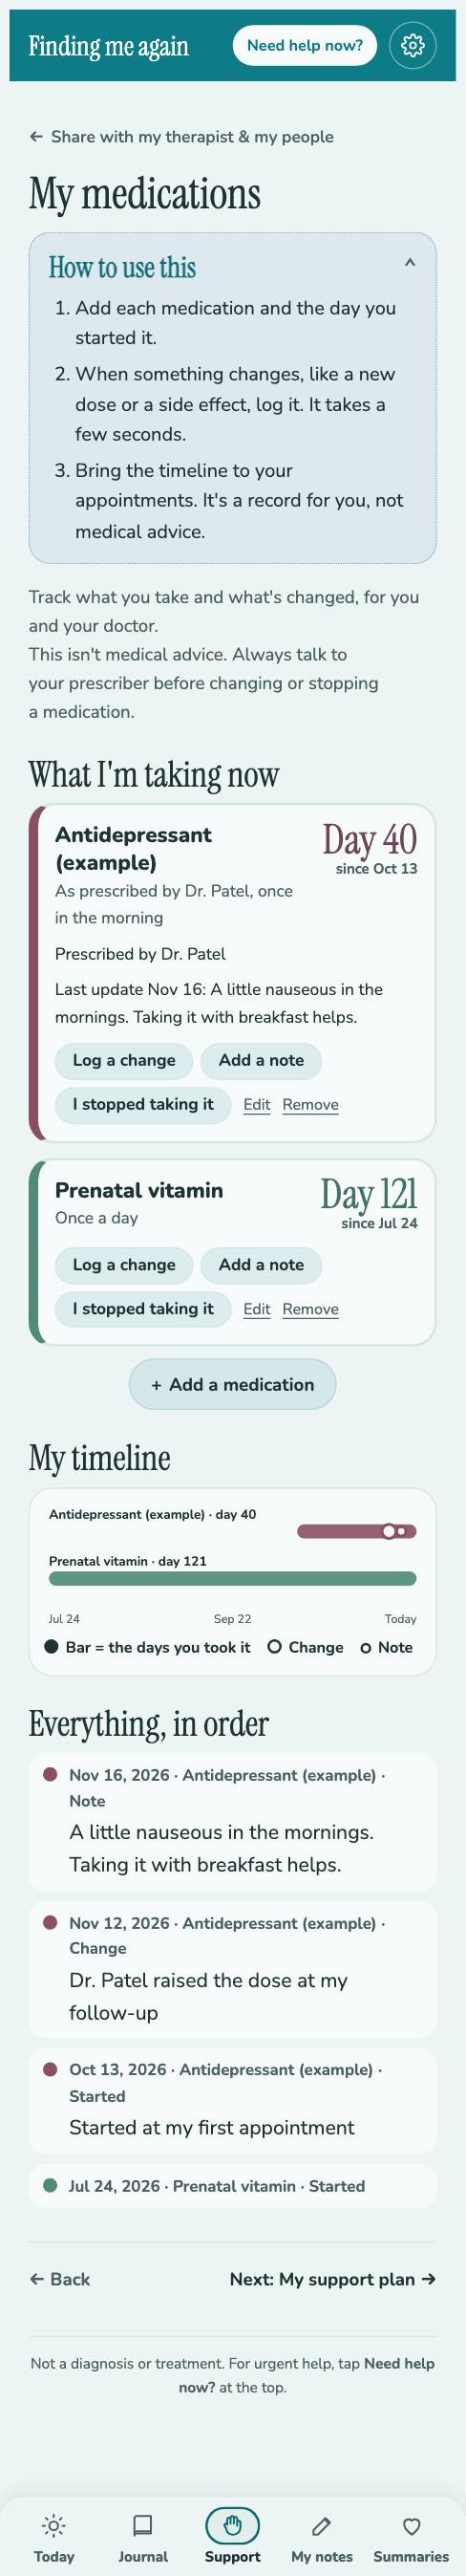 Finding me again
Need help now?
← Share with my therapist & my people
My medications
How to use this
1. Add each medication and the day you
started it.
2. When something changes, like a new
dose or a side effect, log it. It takes a
few seconds.
3. Bring the timeline to your
appointments. It's a record for you, not
medical advice.
Track what you take and what's changed, for you
and your doctor.
This isn't medical advice. Always talk to
your prescriber before changing or stopping
a medication.
What I'm taking now
Antidepressant
(example)
Day 40
since Oct 13
As prescribed by Dr. Patel, once
in the morning
Prescribed by Dr. Patel
Last update Nov 16: A little nauseous in the
mornings. Taking it with breakfast helps.
Log a change
Add a note
I stopped taking it
Edit
Remove
Prenatal vitamin
Day 121
Once a day
since Jul 24
Log a change
Add a note
I stopped taking it
Edit
Remove
+ Add a medication
My timeline
Antidepressant (example) · day 40
Prenatal vitamin · day 121
Jul 24
Sep 22
Today
Bar = the days you took it
Change
Note
Everything, in order
Nov 16, 2026 · Antidepressant (example) ·
Note
A little nauseous in the mornings.
Taking it with breakfast helps.
Nov 12, 2026 · Antidepressant (example) ·
Change
Dr. Patel raised the dose at my
follow-up
Oct 13, 2026 · Antidepressant (example) ·
Started
Started at my first appointment
Jul 24, 2026 · Prenatal vitamin · Started
← Back
Next: My support plan →
Not a diagnosis or treatment. For urgent help, tap Need help
now? at the top.
Today
Journal
Support
My notes
Summaries